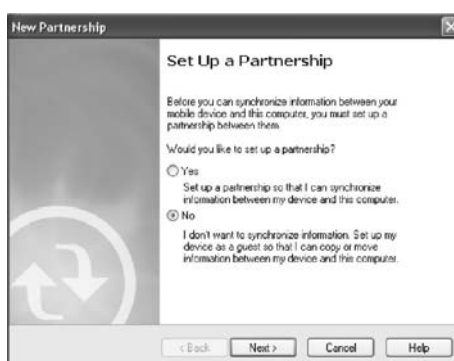 New Partnership
Set Up a Partnership
Before you can synchronize information between your
mobile device and this computer, you must set up a
partnership between them.
Would you like to set up a partnership?
Yes
Set up a partnership so that I can synchronize
information between my device and this computer.
No
I don't want to synchronize information. Set up my
device as a guest so that I can copy or move
information between my device and this computer.
< Back Next > Cancel Help